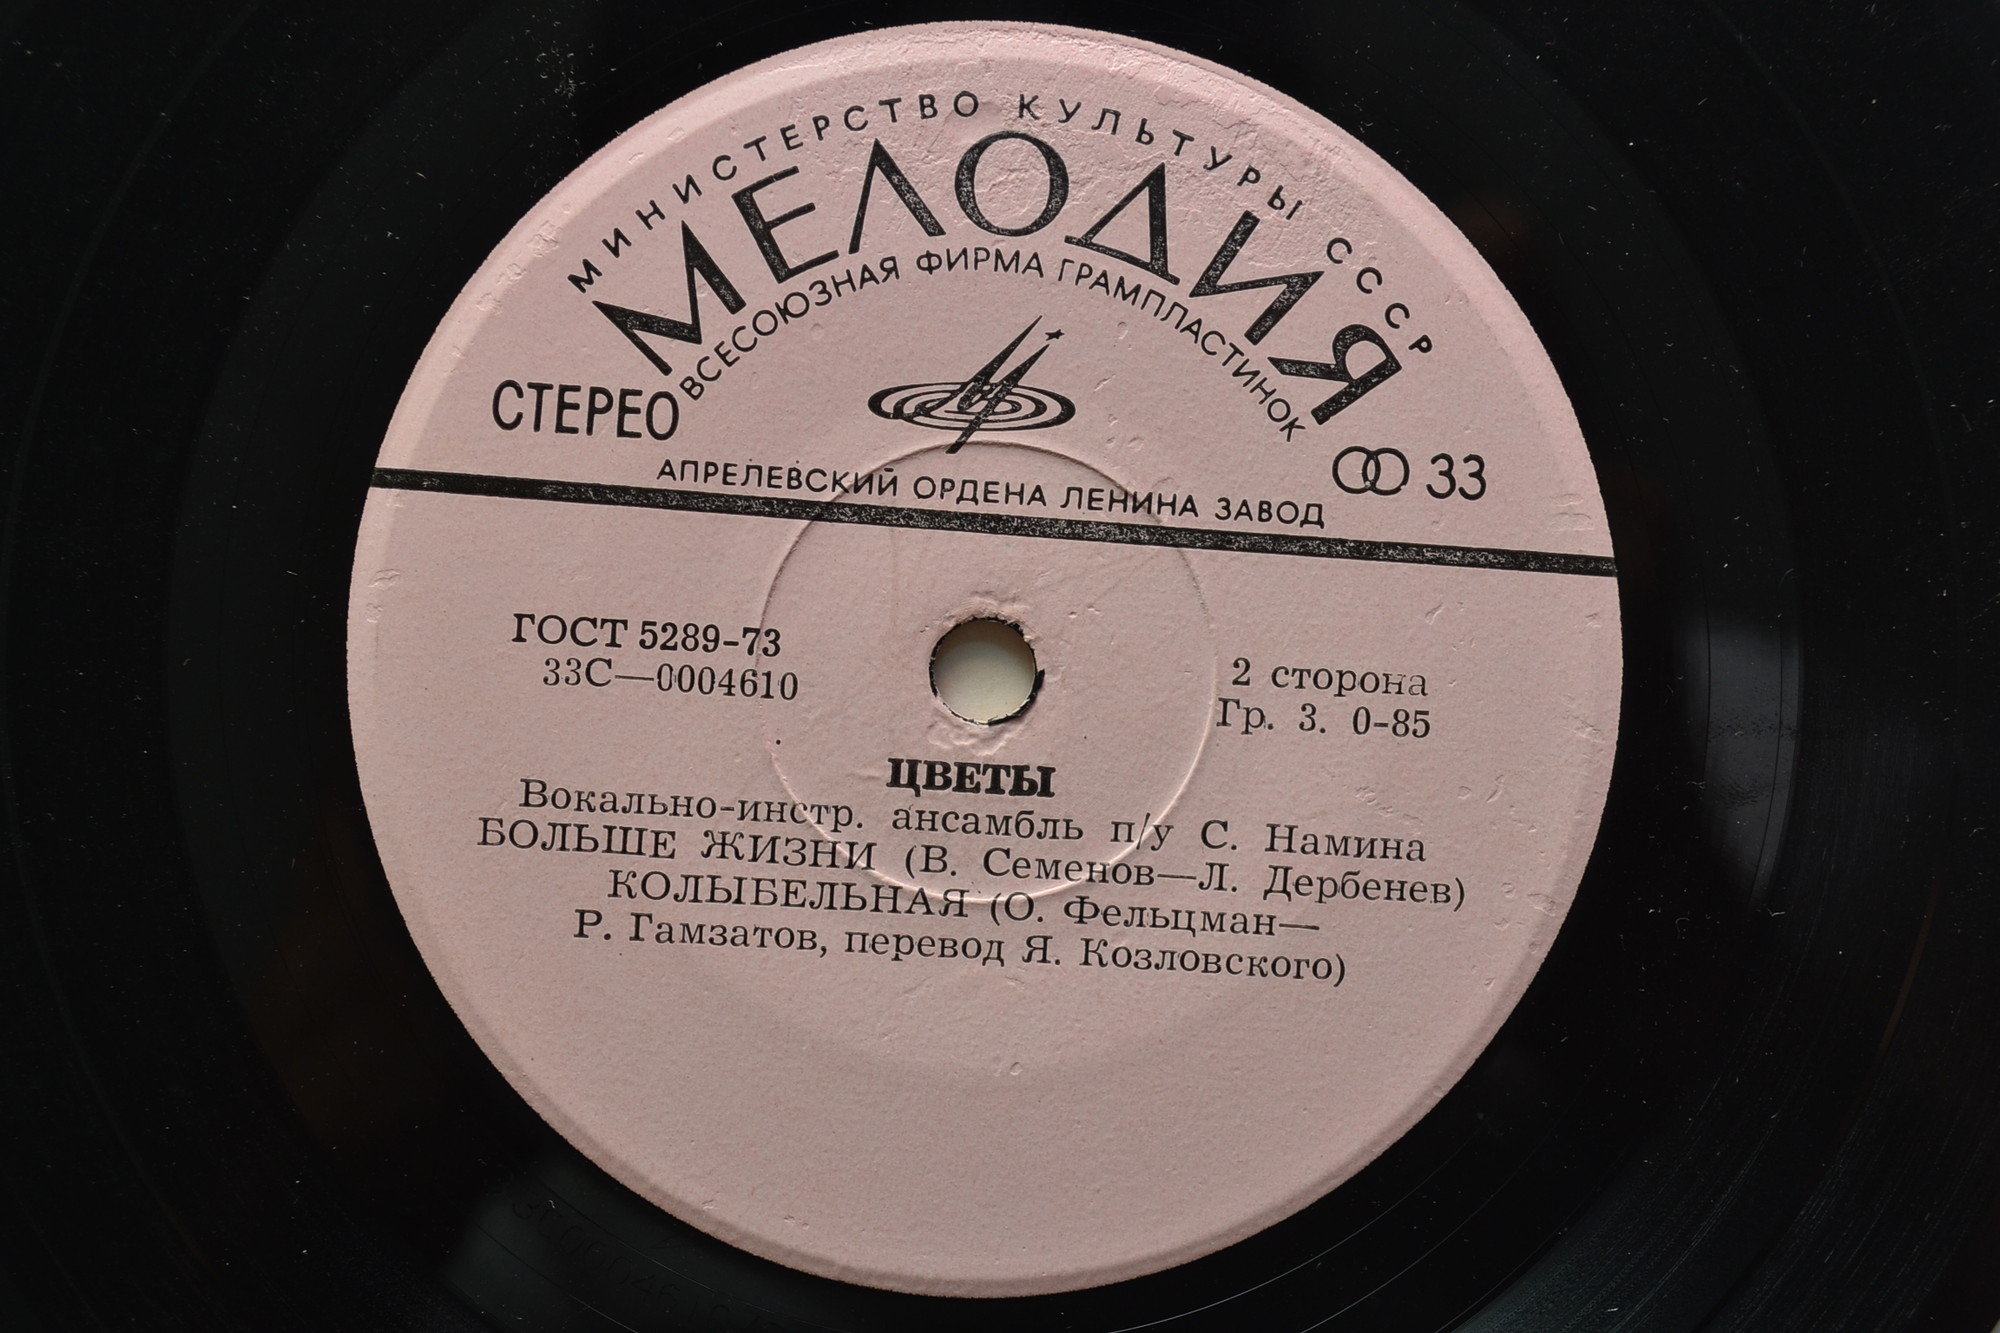 МИНИСТЕРСТВО КУЛЬТУРЫ СССР
МЕЛОДИЯ
ВСЕСОЮЗНАЯ ФИРМА ГРАМПЛАСТИНОК
СТЕРЕО
33
АПРЕЛЕВСКИЙ ОРДЕНА ЛЕНИНА ЗАВОД
ГОСТ 5289-73
33С—0004610
2 сторона
Гр. 3. 0-85
ЦВЕТЫ
Вокально-инстр. ансамбль п/у С. Намина
БОЛЬШЕ ЖИЗНИ (В. Семенов—Л. Дербенев)
КОЛЫБЕЛЬНАЯ (О. Фельцман—
Р. Гамзатов, перевод Я. Козловского)